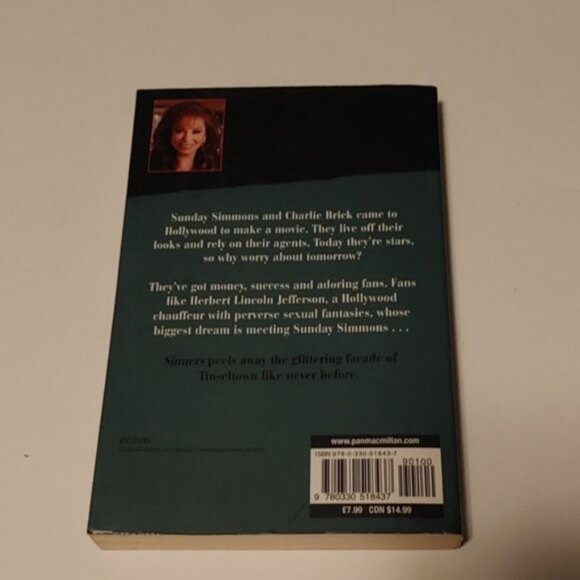 Sunday Simmons and Charlie Brick came to
Hollywood to make a movie. They live off their
looks and rely on their agents. Today they're stars,
so why worry about tomorrow?
They've got money, success and adoring fans. Fans
like Herbert Lincoln Jefferson, a Hollywood
chauffeur with perverse sexual fantasies, whose
biggest dream is meeting Sunday Simmons . . .
Sinners peels away the glittering facade of
Tinseltown like never before.
FICTION
www.panmacmillan.com
ISBN 978-0-330-51843-7
90100
9 780330 518437
£7.99 CDN $14.99